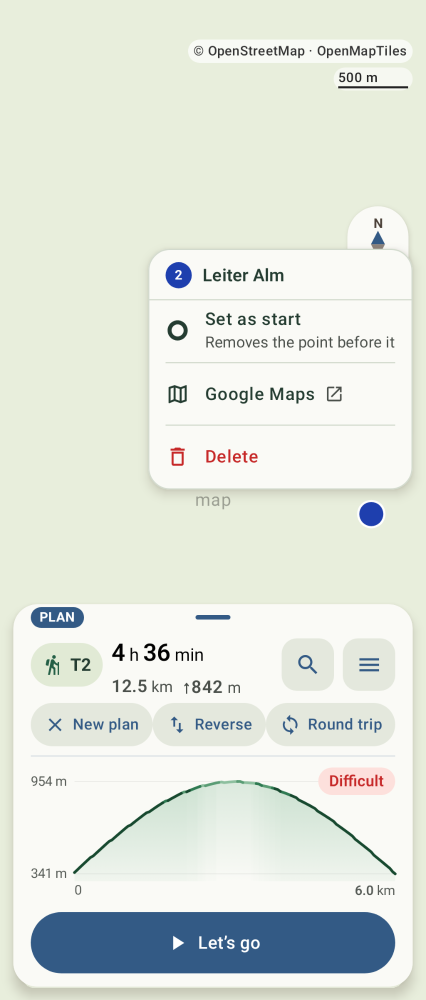 © OpenStreetMap · OpenMapTiles
500 m
N
2 Leiter Alm
Set as start
Removes the point before it
Google Maps
Delete
map
PLAN
T2
4 h 36 min
12.5 km ↑842 m
New plan
Reverse
Round trip
954 m
Difficult
341 m
0
6.0 km
Let’s go